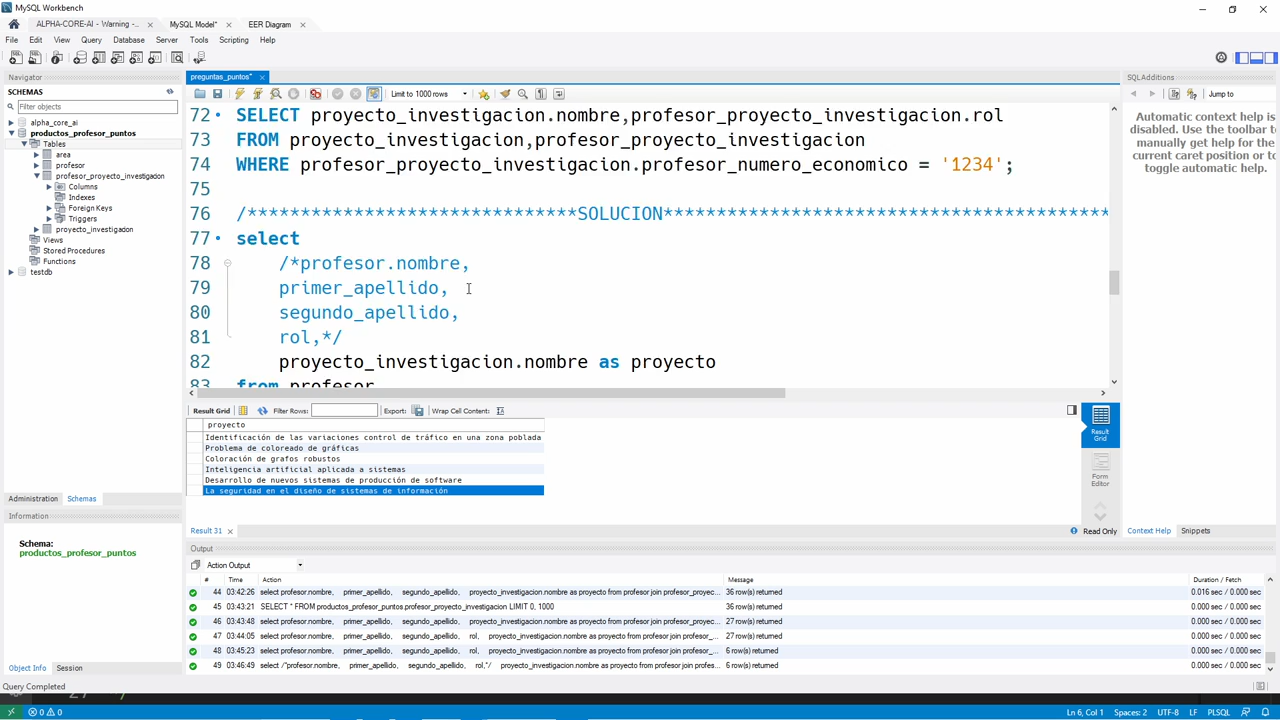 MySQL Workbench
ALPHA-CORE-AI - Warning -... × MySQL Model* × EER Diagram ×
File Edit View Query Database Server Tools Scripting Help
Navigator
SCHEMAS
Filter objects
alpha_core_ai
productos_profesor_puntos
Tables
area
profesor
profesor_proyecto_investigacion
Columns
Indexes
Foreign Keys
Triggers
proyecto_investigadon
Views
Stored Procedures
Functions
testdb
Administration Schemas
Information
Schema:
productos_profesor_puntos
Object Info Session
Query Completed
preguntas_puntos* ×
Limit to 1000 rows
72 SELECT proyecto_investigacion.nombre,profesor_proyecto_investigacion.rol
73 FROM proyecto_investigacion,profesor_proyecto_investigacion
74 WHERE profesor_proyecto_investigacion.profesor_numero_economico = '1234';
75
76 /*******************************SOLUCION******************************************
77 select
78 /*profesor.nombre,
79 primer_apellido,
80 segundo_apellido,
81 rol,*/
82 proyecto_investigacion.nombre as proyecto
83 from profesor
Result Grid Filter Rows: Export: Wrap Cell Content:
proyecto
Identificación de las variaciones control de tráfico en una zona poblada
Problema de coloreado de gráficas
Coloración de grafos robustos
Inteligencia artificial aplicada a sistemas
Desarrollo de nuevos sistemas de producción de software
La seguridad en el diseño de sistemas de información
Result Grid
Form Editor
Result 31 ×
Read Only
Output
Action Output
# Time Action Message Duration / Fetch
44 03:42:26 select profesor.nombre, primer_apellido, segundo_apellido, proyecto_investigacion.nombre as proyecto from profesor join profesor_proyec... 36 row(s) returned 0.016 sec / 0.000 sec
45 03:43:21 SELECT * FROM productos_profesor_puntos.profesor_proyecto_investigacion LIMIT 0, 1000 36 row(s) returned 0.000 sec / 0.000 sec
46 03:43:48 select profesor.nombre, primer_apellido, segundo_apellido, proyecto_investigacion.nombre as proyecto from profesor join profesor_proyec... 27 row(s) returned 0.000 sec / 0.000 sec
47 03:44:05 select profesor.nombre, primer_apellido, segundo_apellido, rol, proyecto_investigacion.nombre as proyecto from profesor join profesor_... 27 row(s) returned 0.000 sec / 0.000 sec
48 03:45:23 select profesor.nombre, primer_apellido, segundo_apellido, rol, proyecto_investigacion.nombre as proyecto from profesor join profesor_... 6 row(s) returned 0.000 sec / 0.000 sec
49 03:46:49 select /*profesor.nombre, primer_apellido, segundo_apellido, rol,*/ proyecto_investigacion.nombre as proyecto from profesor join profes... 6 row(s) returned 0.000 sec / 0.000 sec
SQL Additions
Jump to
Automatic context help is
disabled. Use the toolbar to
manually get help for the
current caret position or to
toggle automatic help.
Context Help Snippets
27 */
0 0 Ln 6, Col 1 Spaces: 2 UTF-8 LF PLSQL